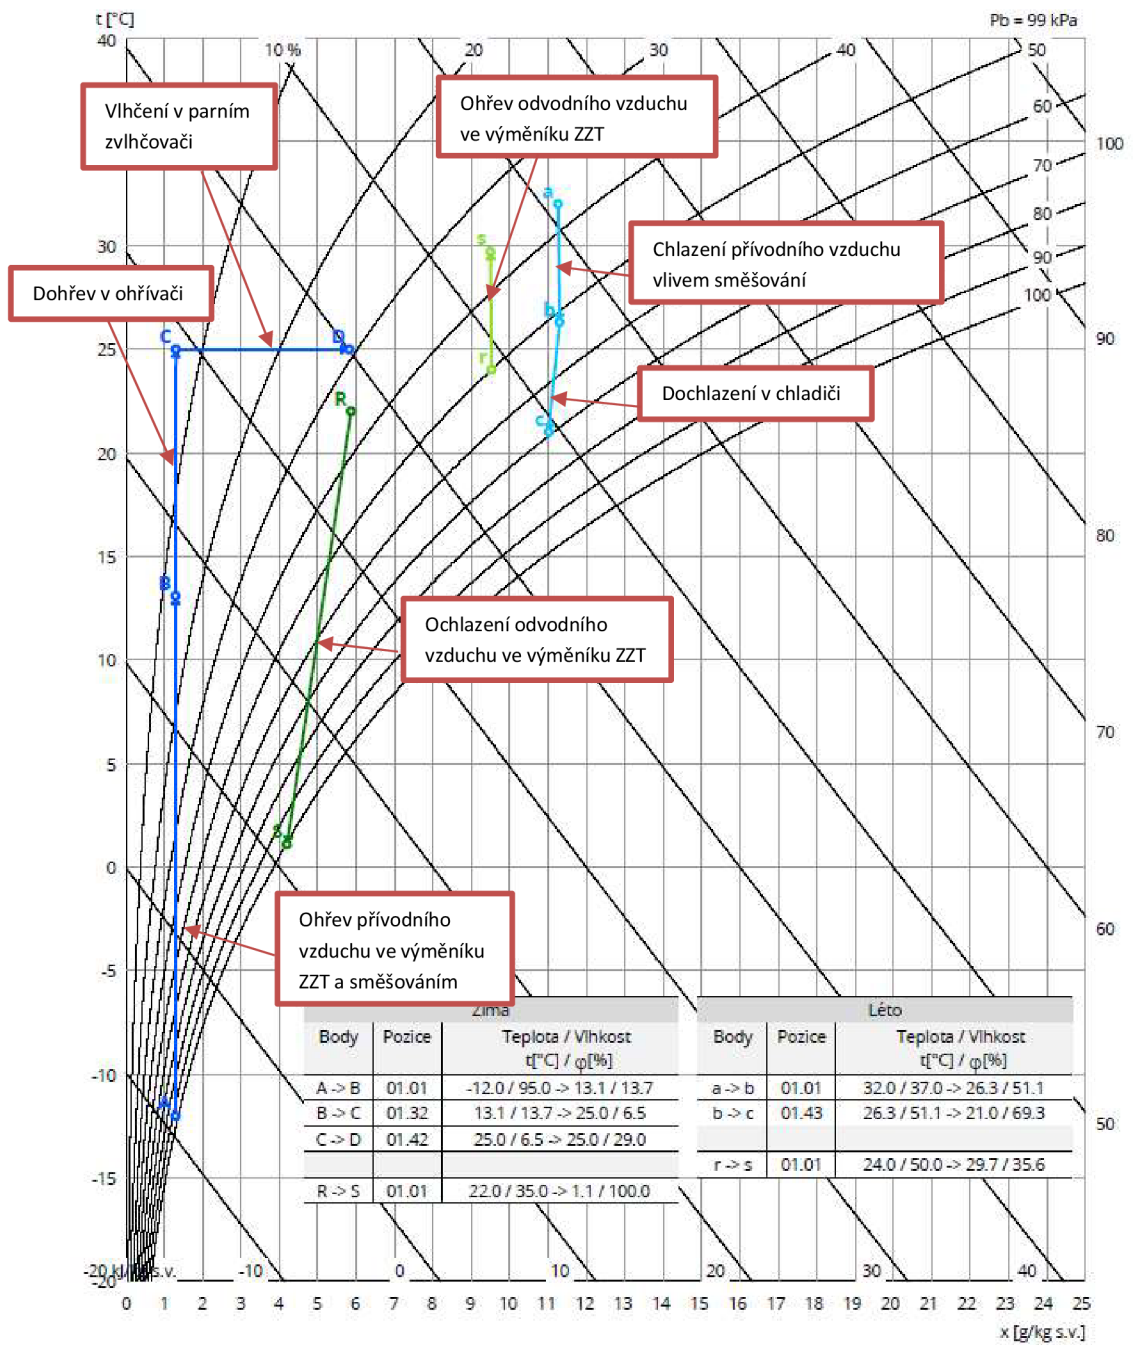 t [°C]
Pb = 99 kPa
40
10 %
20
30
40
50
60
70
80
90
100
Vlhčení v parním
zvlhčovači
Ohřev odvodního vzduchu
ve výměníku ZZT
100
a
s
30
Chlazení přívodního vzduchu
vlivem směšování
Dohřev v ohřívači
b
C
D
r
25
90
R
Dochlazení v chladiči
c
20
15
80
B
Ochlazení odvodního
vzduchu ve výměníku ZZT
10
70
5
S
0
Ohřev přívodního
vzduchu ve výměníku
ZZT a směšováním
60
-5
Zima
Body Pozice Teplota / Vlhkost
t[°C] / φ[%]
A -> B 01.01 -12.0 / 95.0 -> 13.1 / 13.7
B -> C 01.32 13.1 / 13.7 -> 25.0 / 6.5
C -> D 01.42 25.0 / 6.5 -> 25.0 / 29.0
R -> S 01.01 22.0 / 35.0 -> 1.1 / 100.0
Léto
Body Pozice Teplota / Vlhkost
t[°C] / φ[%]
a -> b 01.01 32.0 / 37.0 -> 26.3 / 51.1
b -> c 01.43 26.3 / 51.1 -> 21.0 / 69.3
r -> s 01.01 24.0 / 50.0 -> 29.7 / 35.6
-10
A
50
-15
-20
-10
0
10
20
30
40
-20
s.v.
0 1 2 3 4 5 6 7 8 9 10 11 12 13 14 15 16 17 18 19 20 21 22 23 24 25
x [g/kg s.v.]